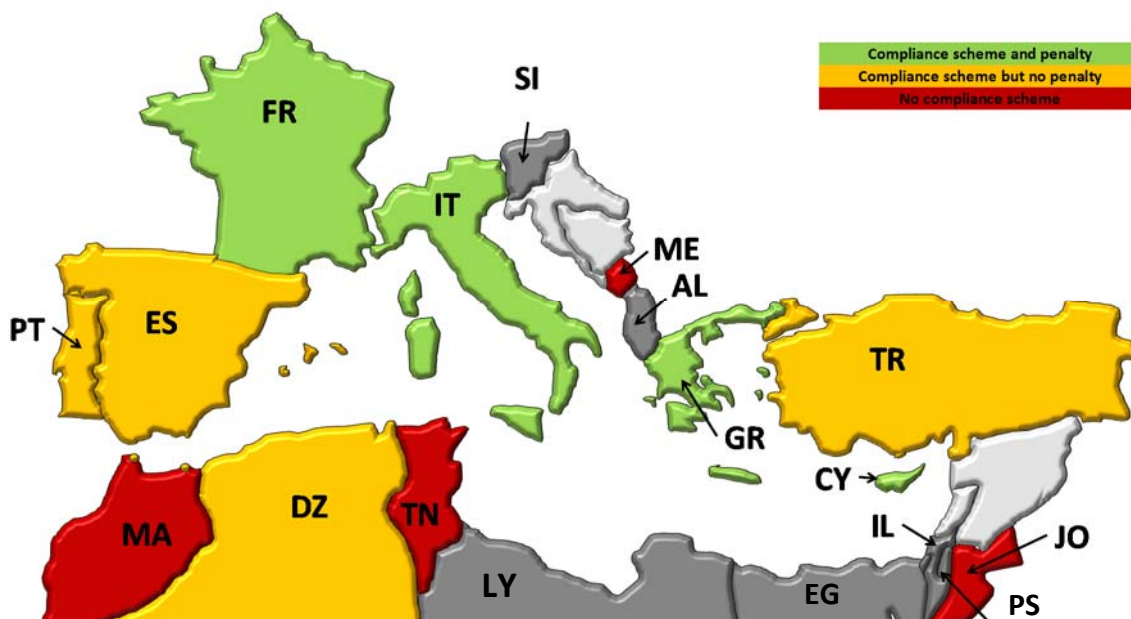 Compliance scheme and penalty
Compliance scheme but no penalty
No compliance scheme
SI
FR
IT
ME
AL
PT
ES
TR
GR
CY
DZ
TN
MA
IL
JO
LY
EG
PS